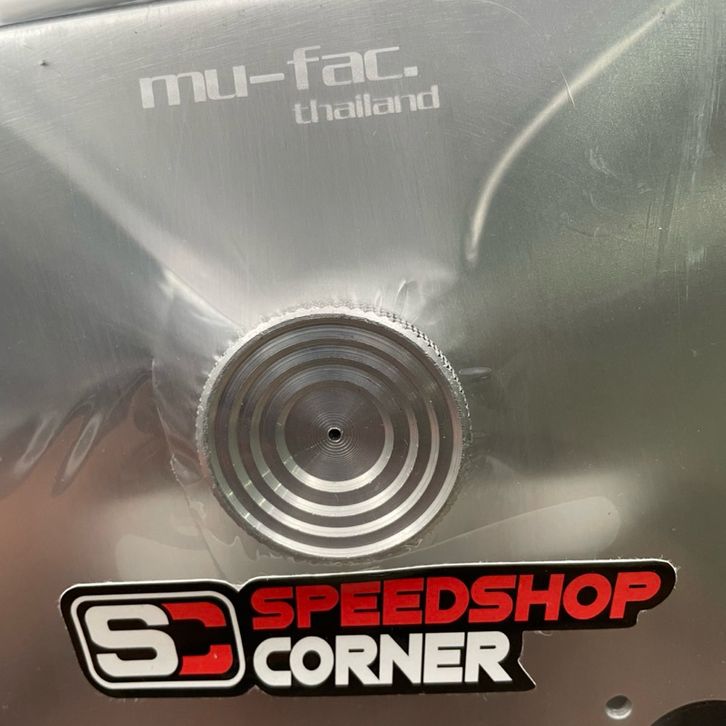 mu-fac.
thailand
SC SPEEDSHOP
CORNER